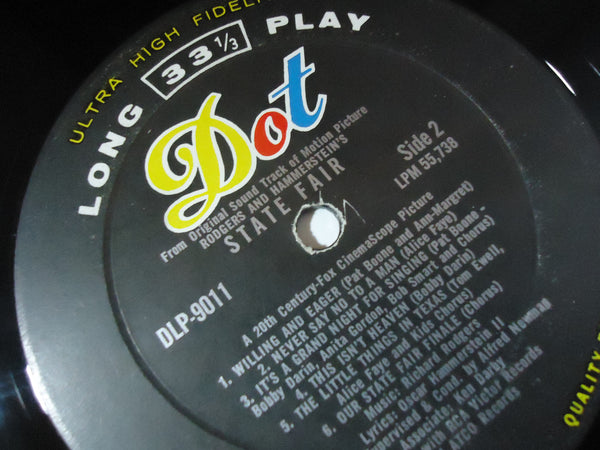 ULTRA HIGH FIDELI
LONG 33 1/3 PLAY
Dot
From Original Sound Track of Motion Picture
RODGERS AND HAMMERSTEIN'S
STATE FAIR
Side 2
LPM 55,738
DLP-9011
A 20th Century-Fox CinemaScope Picture
1. WILLING AND EAGER (Pat Boone and Ann-Margret)
2. NEVER SAY NO TO A MAN (Alice Faye)
3. IT'S A GRAND NIGHT FOR SINGING (Pat Boone -
Bobby Darin, Anita Gordon, Bob Smart and Chorus)
4. THIS ISN'T HEAVEN (Bobby Darin)
5. THE LITTLE THINGS IN TEXAS (Tom Ewell,
Alice Faye and Kids Chorus)
6. OUR STATE FAIR FINALE (Chorus)
Music: Richard Rodgers
Lyrics: Oscar Hammerstein II
upervised & Cond. by Alfred Newman
Associate: Ken Darby
with RCA Victor Records
ATCO Records
QUALITY